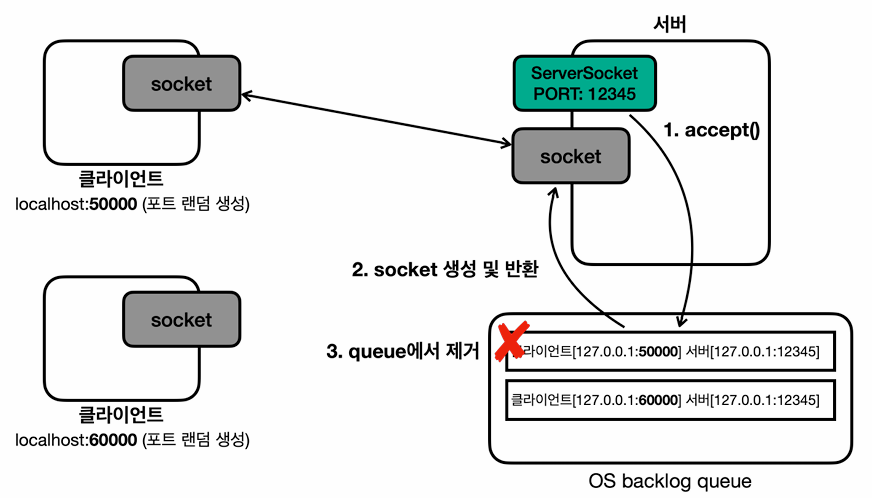 서버
socket
ServerSocket
PORT: 12345
1. accept()
socket
클라이언트
localhost:50000 (포트 랜덤 생성)
2. socket 생성 및 반환
socket
3. queue에서 제거
라이언트[127.0.0.1:50000] 서버[127.0.0.1:12345]
클라이언트[127.0.0.1:60000] 서버[127.0.0.1:12345]
클라이언트
localhost:60000 (포트 랜덤 생성)
OS backlog queue